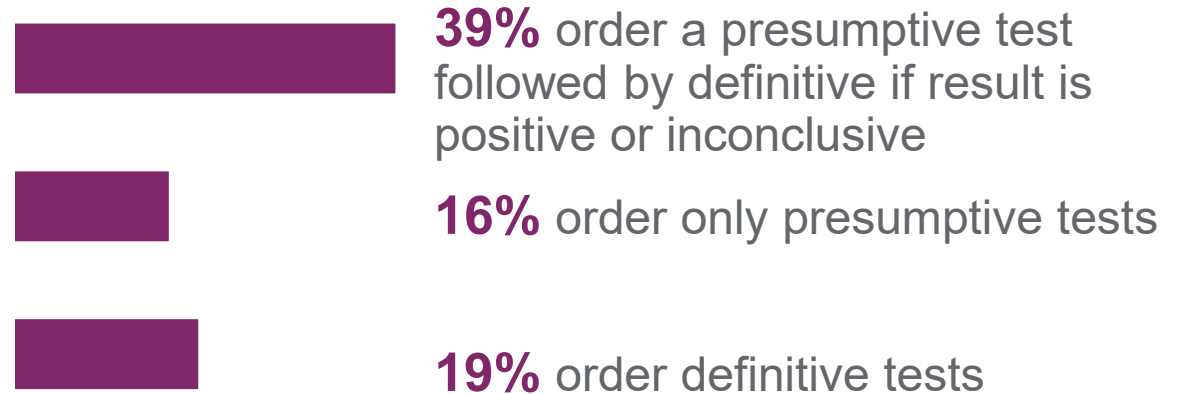 39% order a presumptive test
followed by definitive if result is
positive or inconclusive
16% order only presumptive tests
19% order definitive tests